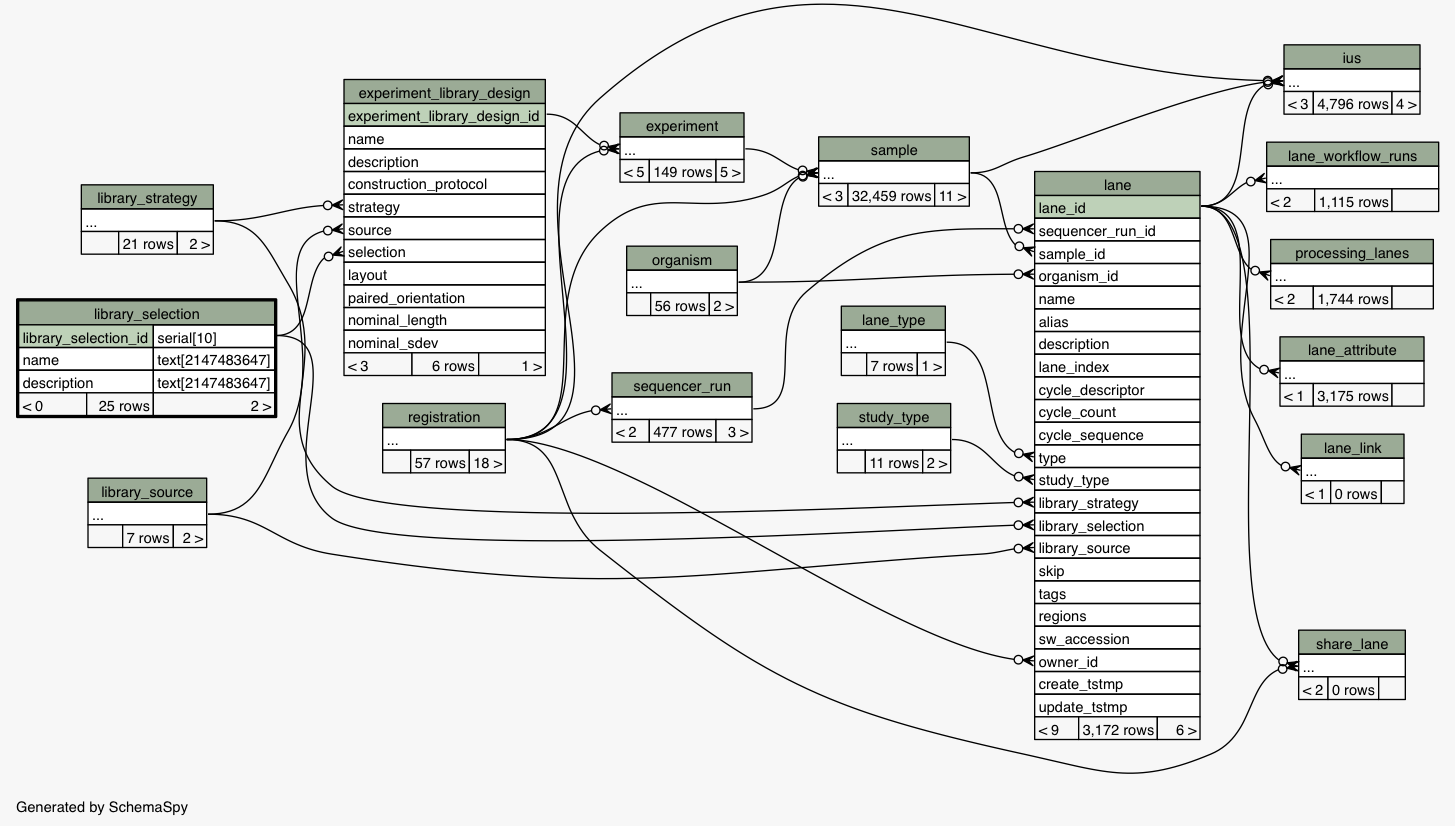 library_strategy
...
21 rows 2 >
library_selection
library_selection_id serial[10]
name text[2147483647]
description text[2147483647]
< 0 25 rows 2 >
library_source
...
7 rows 2 >
experiment_library_design
experiment_library_design_id
name
description
construction_protocol
strategy
source
selection
layout
paired_orientation
nominal_length
nominal_sdev
< 3 6 rows 1 >
registration
...
57 rows 18 >
experiment
...
< 5 149 rows 5 >
organism
...
56 rows 2 >
sequencer_run
...
< 2 477 rows 3 >
sample
...
< 3 32,459 rows 11 >
lane_type
...
7 rows 1 >
study_type
...
11 rows 2 >
lane
lane_id
sequencer_run_id
sample_id
organism_id
name
alias
description
lane_index
cycle_descriptor
cycle_count
cycle_sequence
type
study_type
library_strategy
library_selection
library_source
skip
tags
regions
sw_accession
owner_id
create_tstmp
update_tstmp
< 9 3,172 rows 6 >
ius
...
< 3 4,796 rows 4 >
lane_workflow_runs
...
< 2 1,115 rows
processing_lanes
...
< 2 1,744 rows
lane_attribute
...
< 1 3,175 rows
lane_link
...
< 1 0 rows
share_lane
...
< 2 0 rows
Generated by SchemaSpy